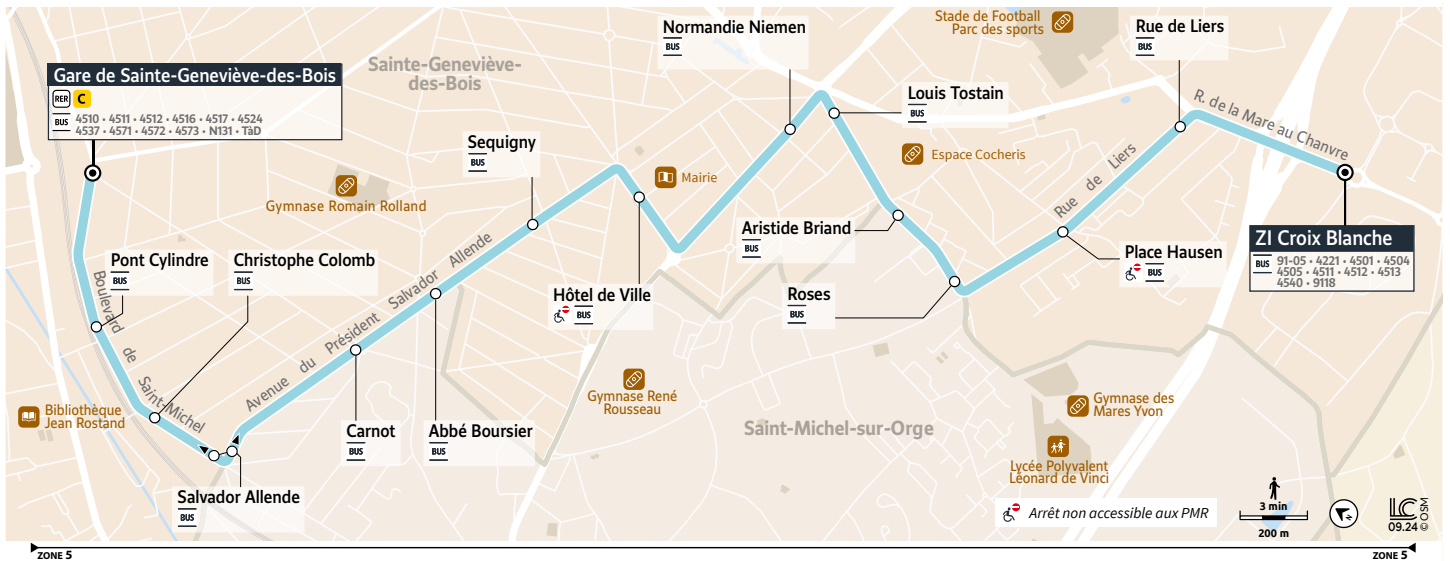 Normandie Niemen
BUS
Stade de Football
Parc des sports
Rue de Liers
BUS
Gare de Sainte-Geneviève-des-Bois
RER C
BUS 4510 • 4511 • 4512 • 4516 • 4517 • 4524
4537 • 4571 • 4572 • 4573 • N131 • TàD
Sainte-Geneviève-
des-Bois
Louis Tostain
BUS
R. de la Mare au Chanvre
Sequigny
BUS
Espace Cocheris
Mairie
Gymnase Romain Rolland
Rue de Liers
Aristide Briand
BUS
Place Hausen
BUS
ZI Croix Blanche
BUS 91-05 • 4221 • 4501 • 4504
4505 • 4511 • 4512 • 4513
4540 • 9118
Pont Cylindre
BUS
Christophe Colomb
BUS
Boulevard de Saint-Michel
Avenue du Président Salvador Allende
Hôtel de Ville
BUS
Roses
BUS
Gymnase René
Rousseau
Gymnase des
Mares Yvon
Bibliothèque
Jean Rostand
Carnot
BUS
Abbé Boursier
BUS
Saint-Michel-sur-Orge
Lycée Polyvalent
Léonard de Vinci
Salvador Allende
BUS
Arrêt non accessible aux PMR
3 min
200 m
LC
09.24 © OSM
ZONE 5
ZONE 5